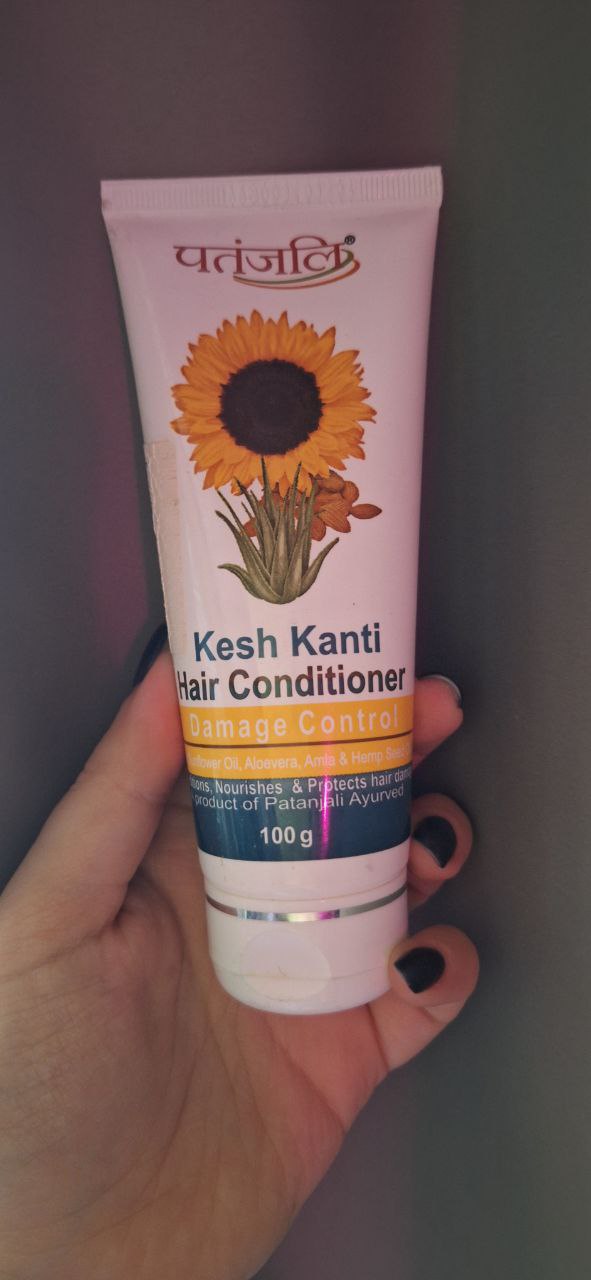 पतंजलि®
Kesh Kanti
Hair Conditioner
Damage Control
Oil, Aloevera, Amla & Hemp Seed
Nourishes & Protects hair
product of Patanjali Ayurved
100 g